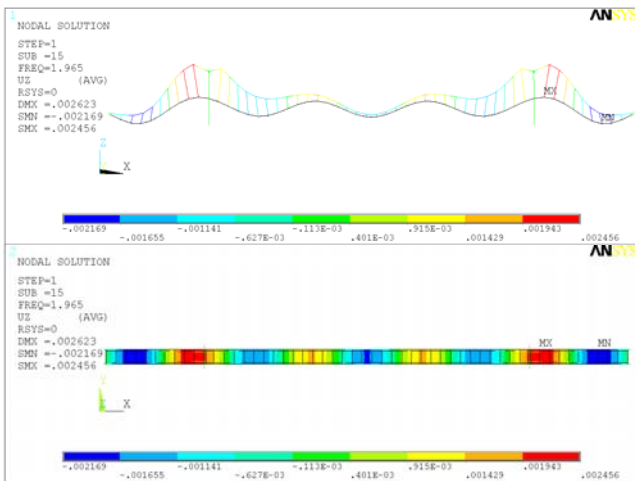 1
ANSYS
NODAL SOLUTION
STEP=1
SUB =15
FREQ=1.965
UZ (AVG)
RSYS=0
DMX =.002623
SMN =-.002169
SMX =.002456
MX
MN
Z
X
-.002169 -.001655 -.001141 -.627E-03 -.113E-03 .401E-03 .915E-03 .001429 .001943 .002456
2
ANSYS
NODAL SOLUTION
STEP=1
SUB =15
FREQ=1.965
UZ (AVG)
RSYS=0
DMX =.002623
SMN =-.002169
SMX =.002456
MX MN
Y
Z X
-.002169 -.001655 -.001141 -.627E-03 -.113E-03 .401E-03 .915E-03 .001429 .001943 .002456